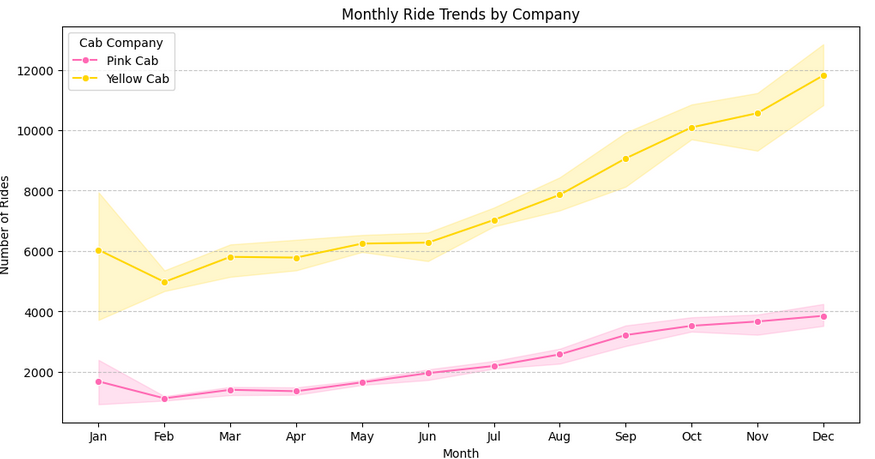 Monthly Ride Trends by Company
Cab Company
Pink Cab
Yellow Cab
Number of Rides
12000
10000
8000
6000
4000
2000
Jan Feb Mar Apr May Jun Jul Aug Sep Oct Nov Dec
Month